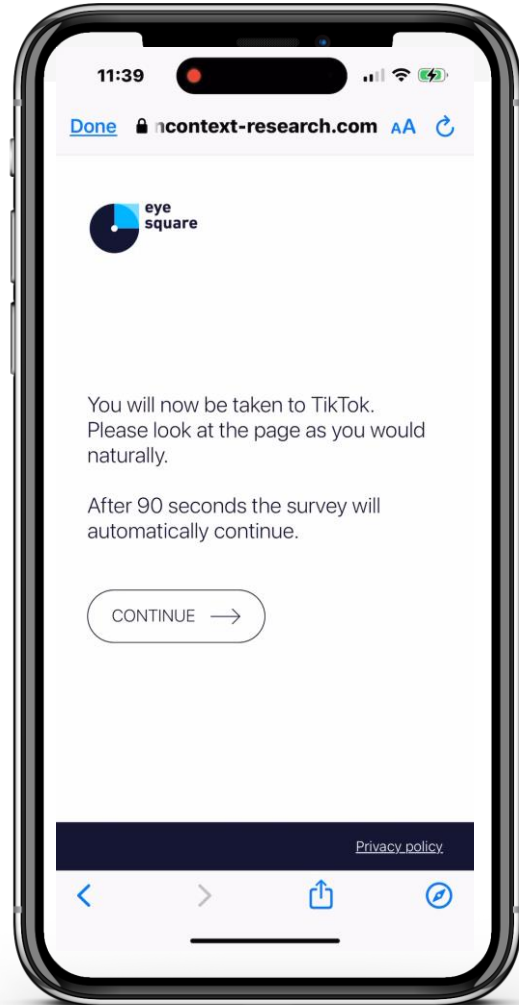 11:39
Done ncontext-research.com AA
eye
square
You will now be taken to TikTok.
Please look at the page as you would
naturally.
After 90 seconds the survey will
automatically continue.
CONTINUE
Privacy policy